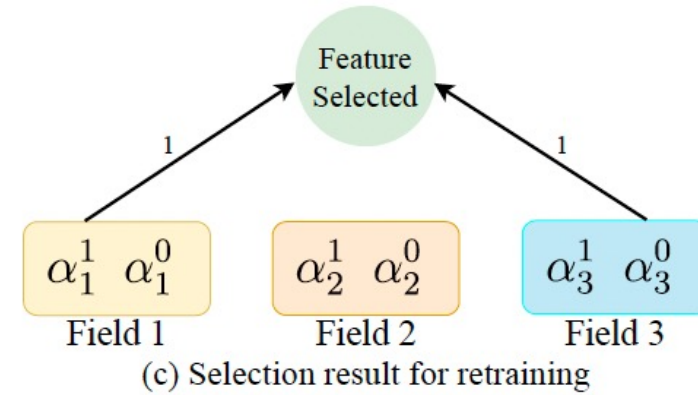 Feature
Selected
1 1
α₁¹ α₁⁰ α₂¹ α₂⁰ α₃¹ α₃⁰
Field 1 Field 2 Field 3
(c) Selection result for retraining